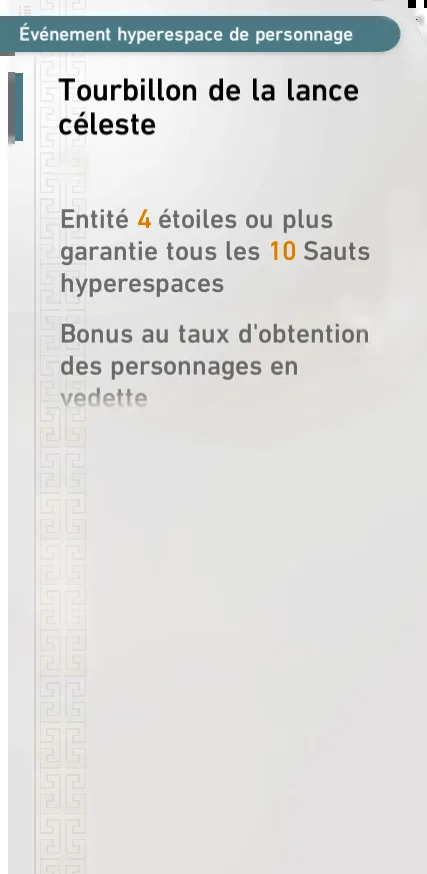 Événement hyperespace de personnage
Tourbillon de la lance
céleste
Entité 4 étoiles ou plus
garantie tous les 10 Sauts
hyperespaces
Bonus au taux d'obtention
des personnages en
vedette